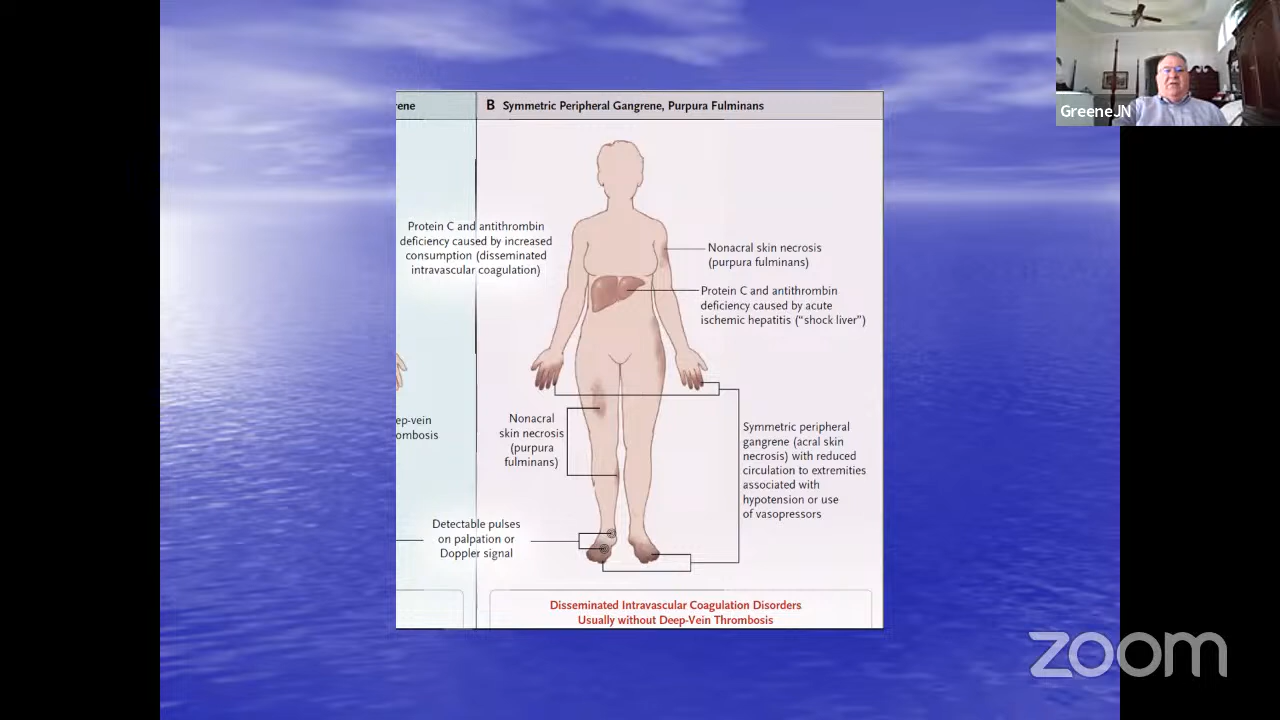 GreeneJN
rene
B Symmetric Peripheral Gangrene, Purpura Fulminans
Protein C and antithrombin
deficiency caused by increased
consumption (disseminated
intravascular coagulation)
Nonacral skin necrosis
(purpura fulminans)
Protein C and antithrombin
deficiency caused by acute
ischemic hepatitis (“shock liver”)
ep-vein
ombosis
Nonacral
skin necrosis
(purpura
fulminans)
Symmetric peripheral
gangrene (acral skin
necrosis) with reduced
circulation to extremities
associated with
hypotension or use
of vasopressors
Detectable pulses
on palpation or
Doppler signal
Disseminated Intravascular Coagulation Disorders
Usually without Deep-Vein Thrombosis
zoom